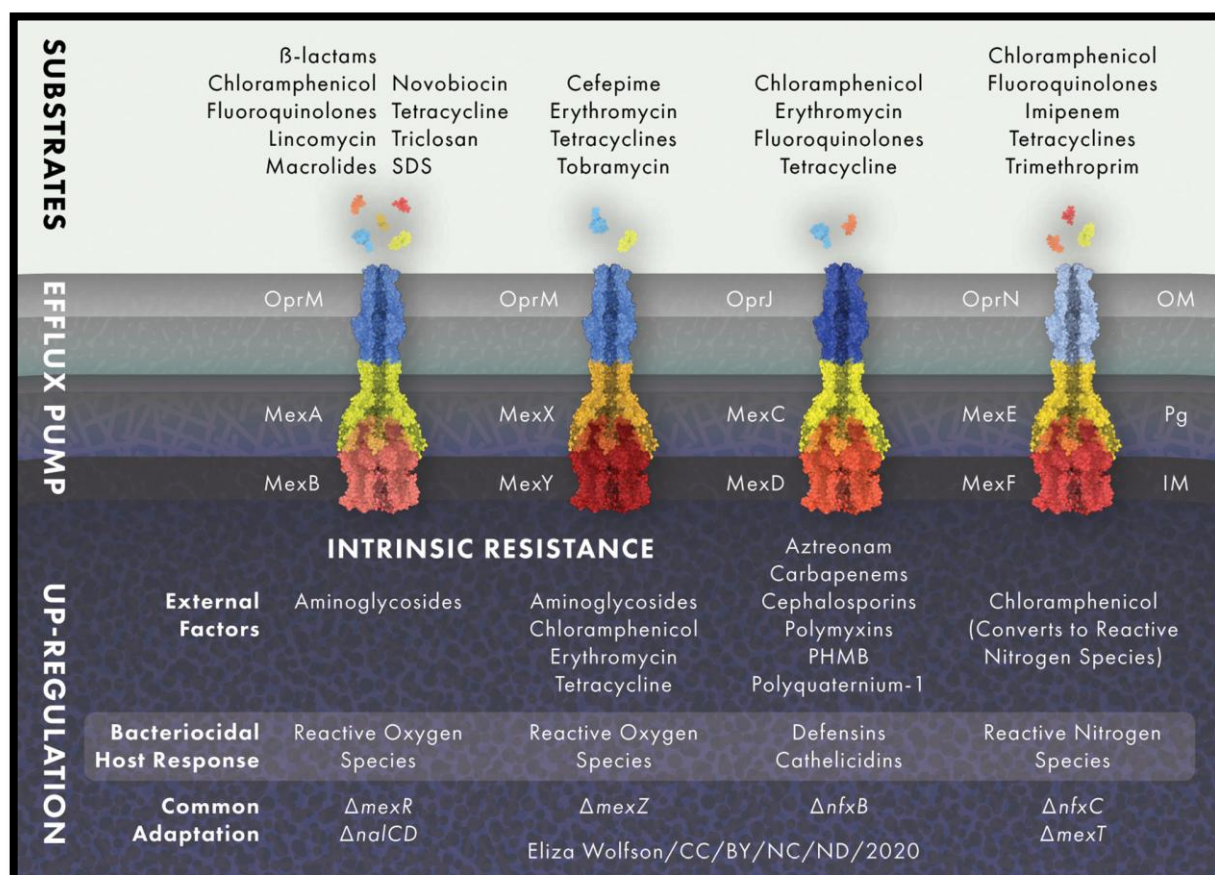 SUBSTRATES
ß-lactams
Chloramphenicol
Fluoroquinolones
Lincomycin
Macrolides
Novobiocin
Tetracycline
Triclosan
SDS
Cefepime
Erythromycin
Tetracyclines
Tobramycin
Chloramphenicol
Erythromycin
Fluoroquinolones
Tetracycline
Chloramphenicol
Fluoroquinolones
Imipenem
Tetracyclines
Trimethroprim
EFFLUX PUMP
OprM
OprM
OprJ
OprN
OM
MexA
MexX
MexC
MexE
Pg
MexB
MexY
MexD
MexF
IM
UP-REGULATION
INTRINSIC RESISTANCE
External
Factors
Aminoglycosides
Aminoglycosides
Chloramphenicol
Erythromycin
Tetracycline
Aztreonam
Carbapenems
Cephalosporins
Polymyxins
PHMB
Polyquaternium-1
Chloramphenicol
(Converts to Reactive
Nitrogen Species)
Bacteriocidal
Host Response
Reactive Oxygen
Species
Reactive Oxygen
Species
Defensins
Cathelicidins
Reactive Nitrogen
Species
Common
Adaptation
ΔmexR
ΔnalCD
ΔmexZ
ΔnfxB
ΔnfxC
ΔmexT
Eliza Wolfson/CC/BY/NC/ND/2020